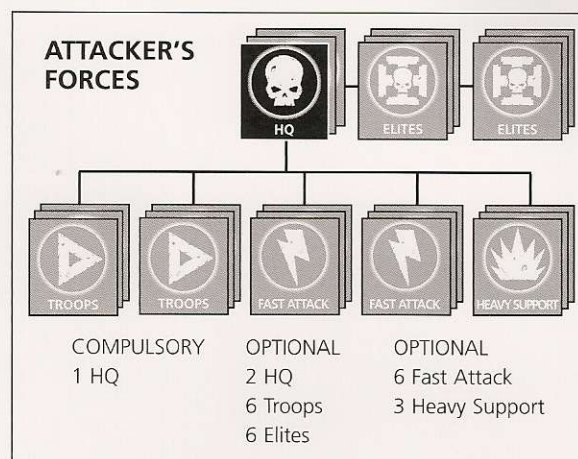 ATTACKER'S
FORCES
HQ
ELITES
ELITES
TROOPS
TROOPS
FAST ATTACK
FAST ATTACK
HEAVY SUPPORT
COMPULSORY
1 HQ
OPTIONAL
2 HQ
6 Troops
6 Elites
OPTIONAL
6 Fast Attack
3 Heavy Support